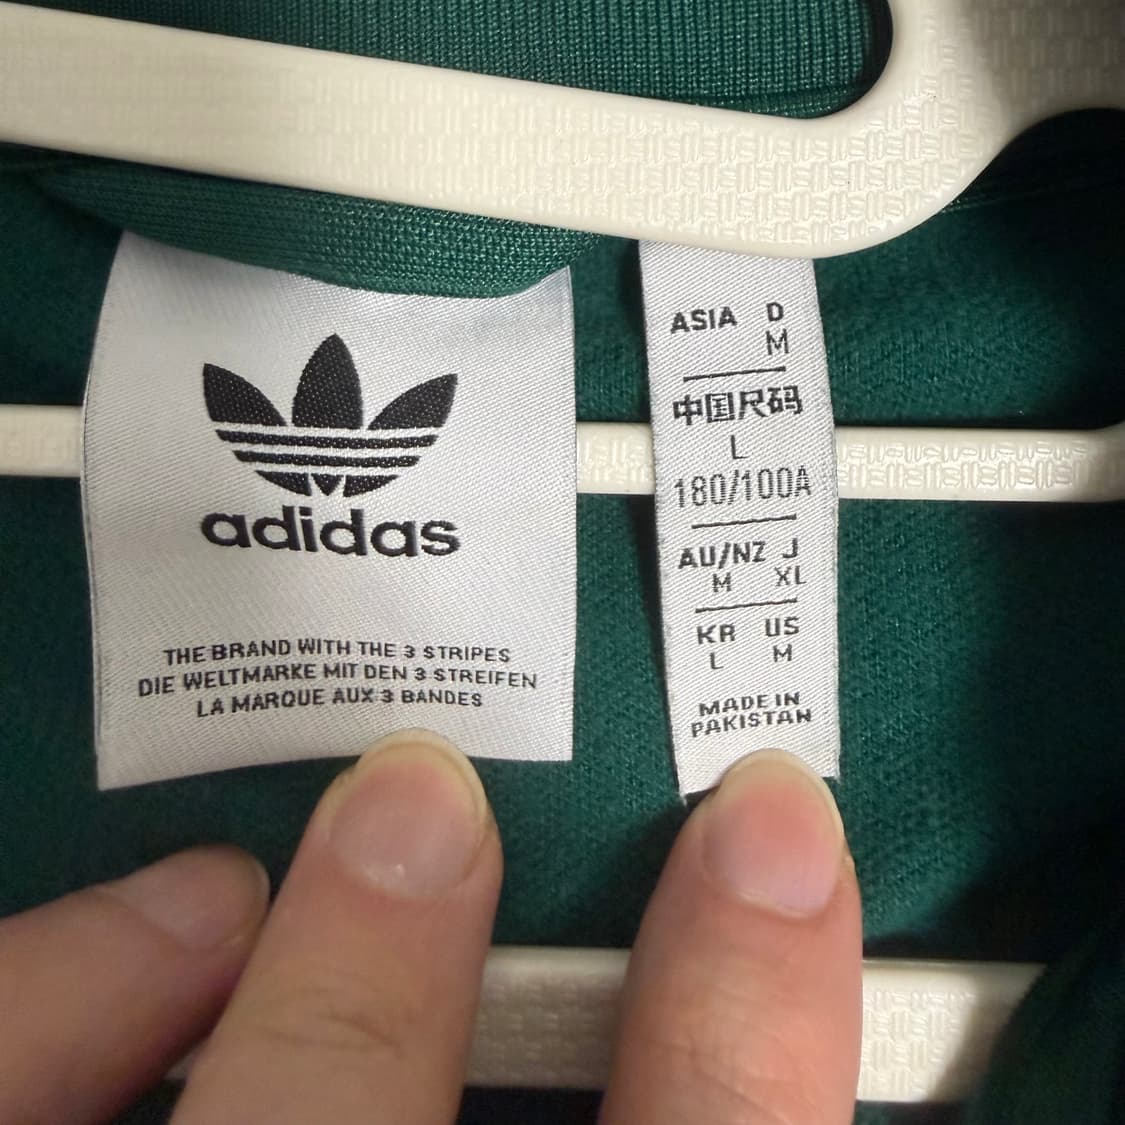 adidas
THE BRAND WITH THE 3 STRIPES
DIE WELTMARKE MIT DEN 3 STREIFEN
LA MARQUE AUX 3 BANDES
ASIA D
M
中国尺码
L
180/100A
AU/NZ J
M XL
KR US
L M
MADE IN
PAKISTAN